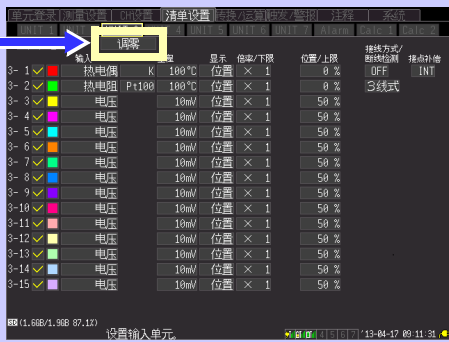 单元登录 测量设置 CH设置 清单设置 转换/运算 触发/警报 注释 系统
UNIT 1 4 UNIT 5 UNIT 6 UNIT 7 Alarm Calc 1 Calc 2
调零
接线方式/
输入 量程 显示 倍率/下限 位置/上限 断线检测 接点补偿
3- 1 热电偶 K 100℃ 位置 × 1 0 % OFF INT
3- 2 热电阻 Pt100 100℃ 位置 × 1 0 % 3线式
3- 3 电压 10mV 位置 × 1 50 %
3- 4 电压 10mV 位置 × 1 50 %
3- 5 电压 10mV 位置 × 1 50 %
3- 6 电压 10mV 位置 × 1 50 %
3- 7 电压 10mV 位置 × 1 50 %
3- 8 电压 10mV 位置 × 1 50 %
3- 9 电压 10mV 位置 × 1 50 %
3-10 电压 10mV 位置 × 1 50 %
3-11 电压 10mV 位置 × 1 50 %
3-12 电压 10mV 位置 × 1 50 %
3-13 电压 10mV 位置 × 1 50 %
3-14 电压 10mV 位置 × 1 50 %
3-15 电压 10mV 位置 × 1 50 %
(1.6GB/1.9GB 87.1%)
设置输入单元. 4 5 6 7 '13-04-17 09:11:31